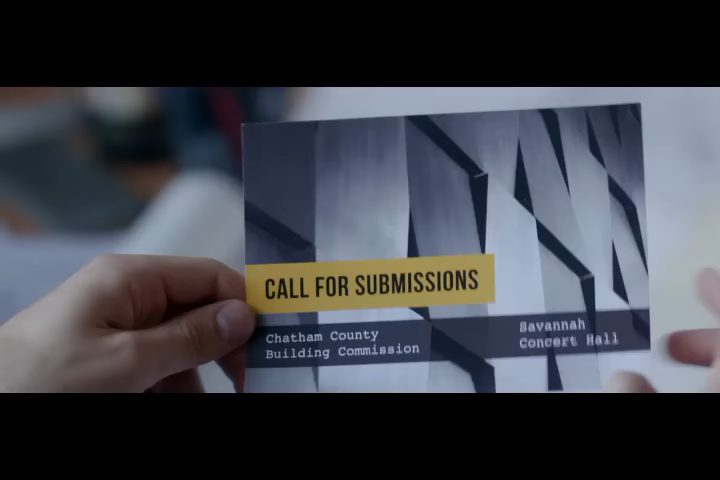 CALL FOR SUBMISSIONS
Chatham County
Building Commission
Savannah
Concert Hall